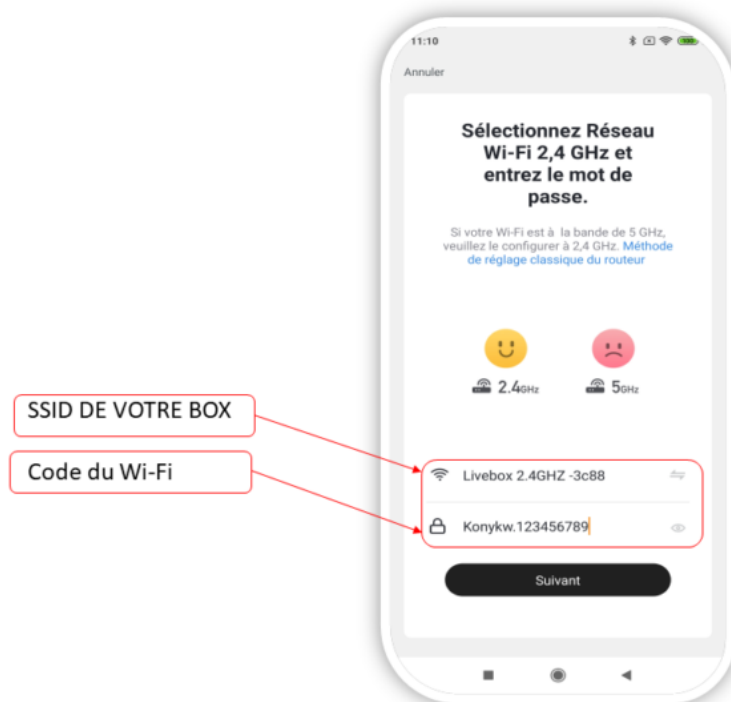 11:10
100
Annuler
Sélectionnez Réseau
Wi-Fi 2,4 GHz et
entrez le mot de
passe.
Si votre Wi-Fi est à la bande de 5 GHz,
veuillez le configurer à 2,4 GHz. Méthode
de réglage classique du routeur
2.4GHz
5GHz
SSID DE VOTRE BOX
Livebox 2.4GHZ -3c88
Code du Wi-Fi
Konykw.123456789
Suivant